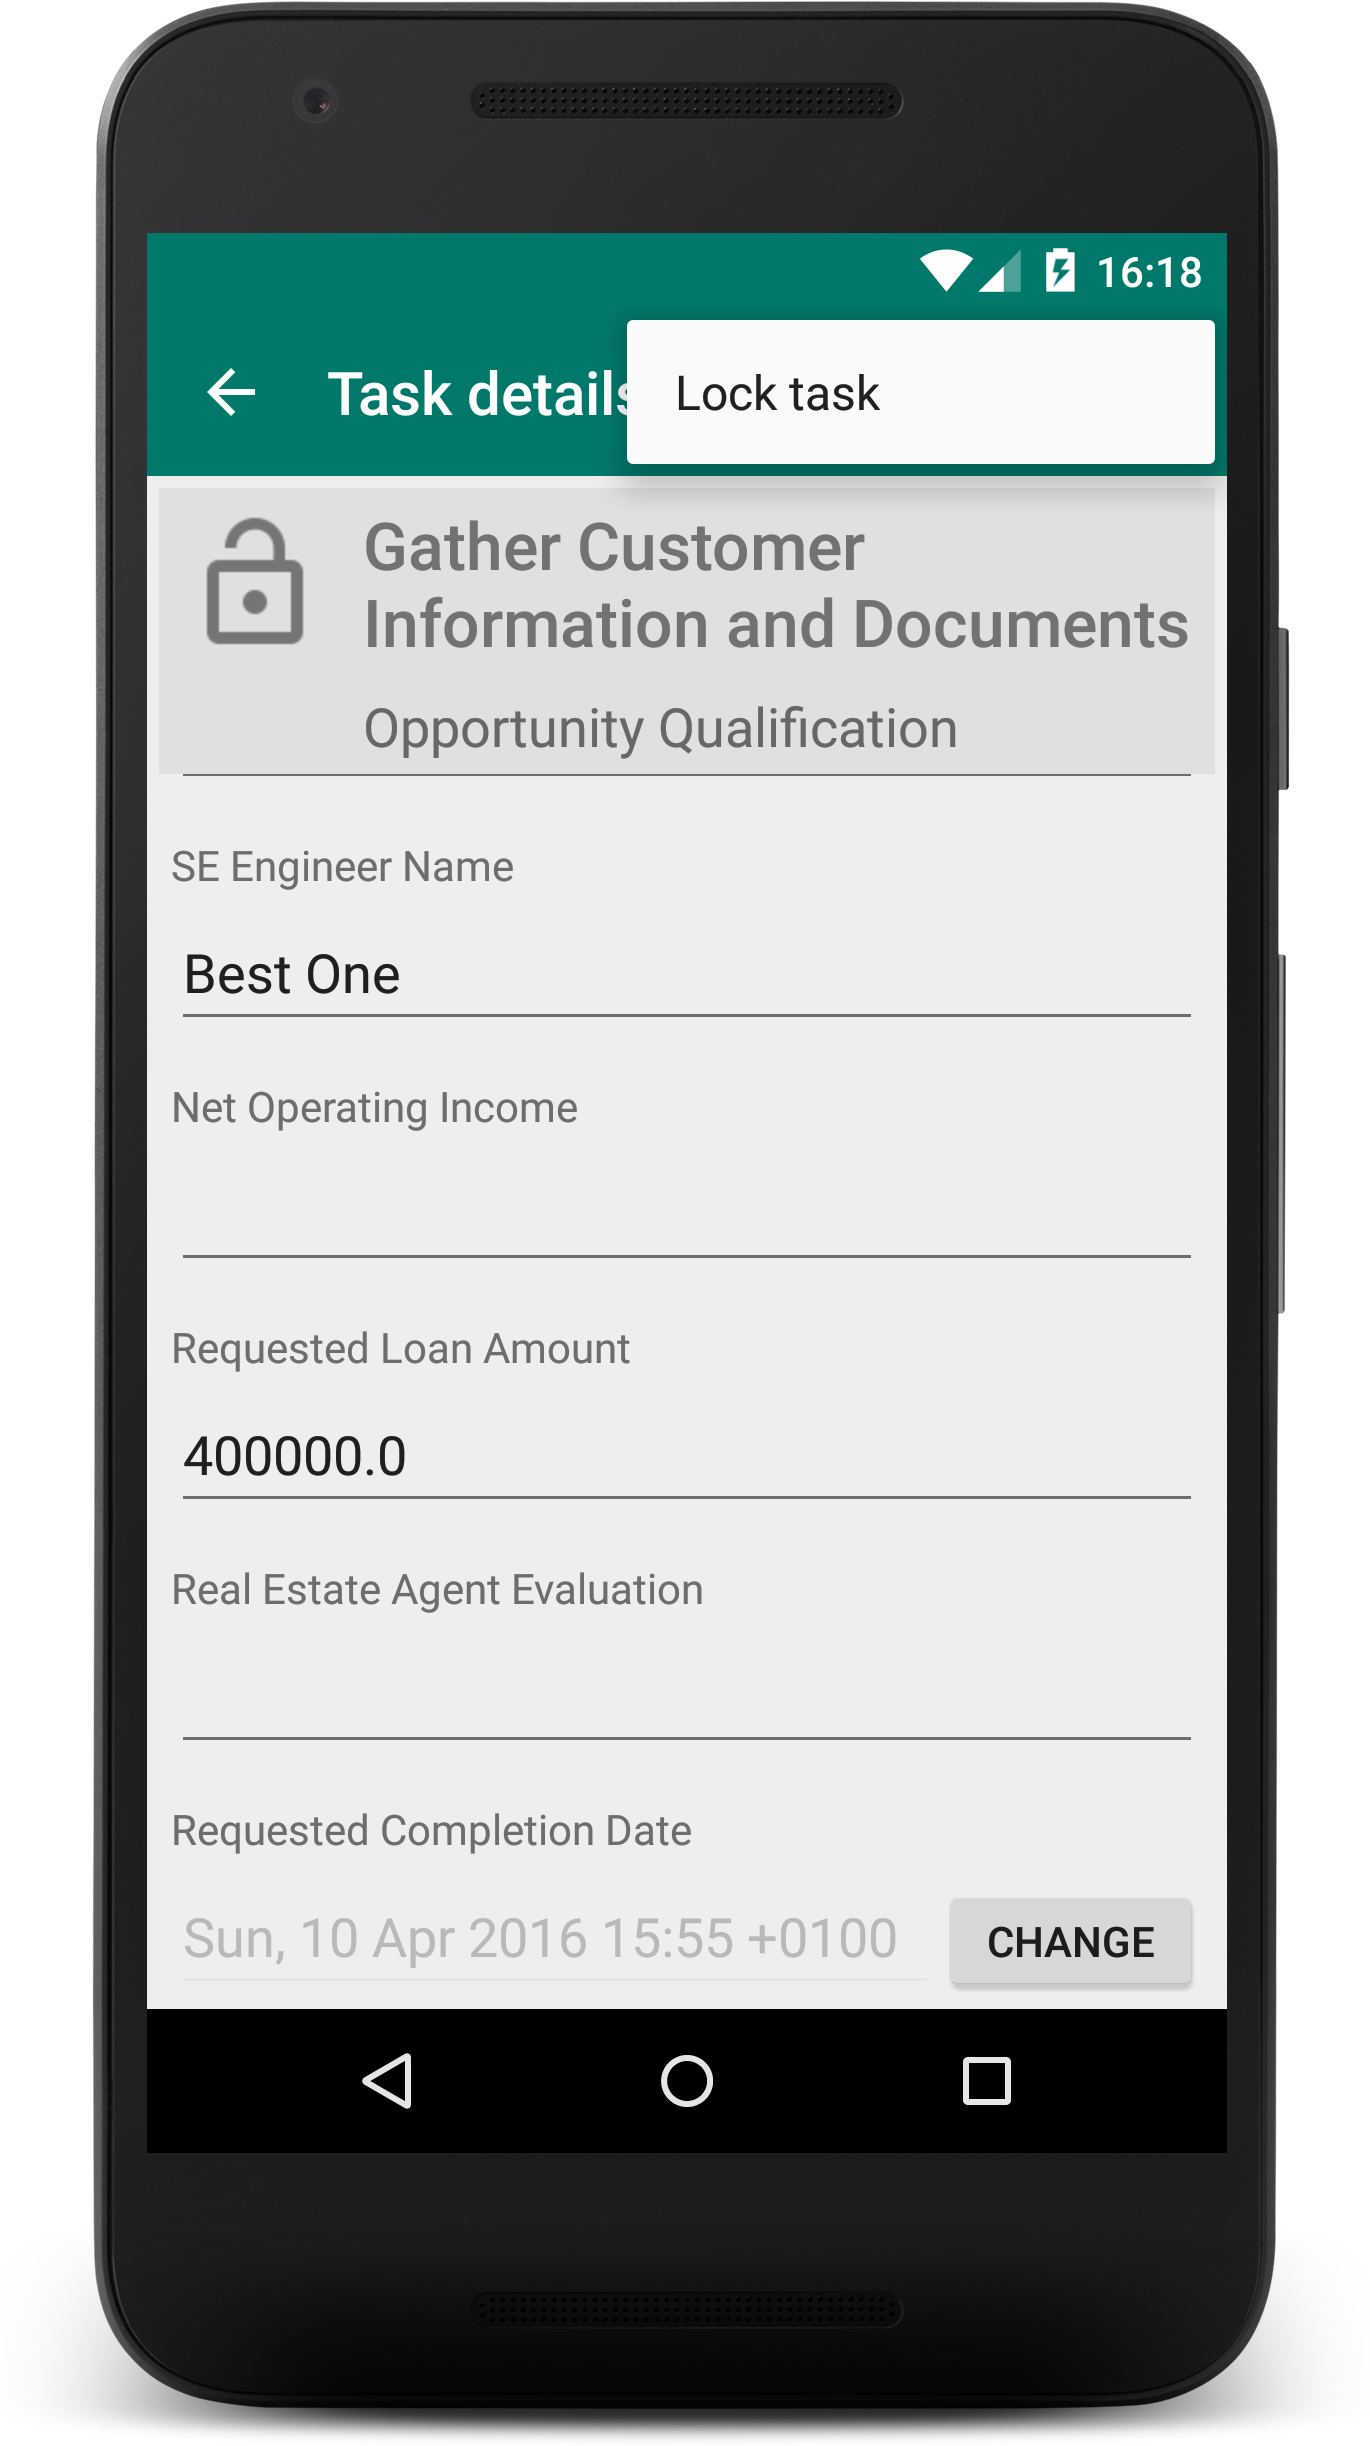 16:18
Task details
Lock task
Gather Customer
Information and Documents
Opportunity Qualification
SE Engineer Name
Best One
Net Operating Income
Requested Loan Amount
400000.0
Real Estate Agent Evaluation
Requested Completion Date
Sun, 10 Apr 2016 15:55 +0100
CHANGE